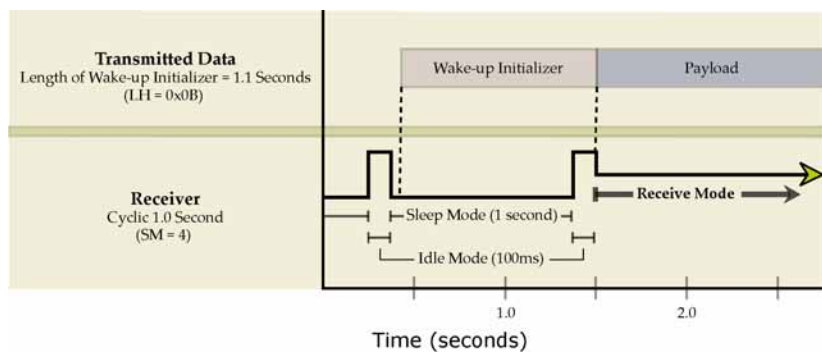 Transmitted Data
Length of Wake-up Initializer = 1.1 Seconds
(LH = 0x0B)
Wake-up Initializer
Payload
Receiver
Cyclic 1.0 Second
(SM = 4)
Receive Mode
Sleep Mode (1 second)
Idle Mode (100ms)
1.0
2.0
Time (seconds)